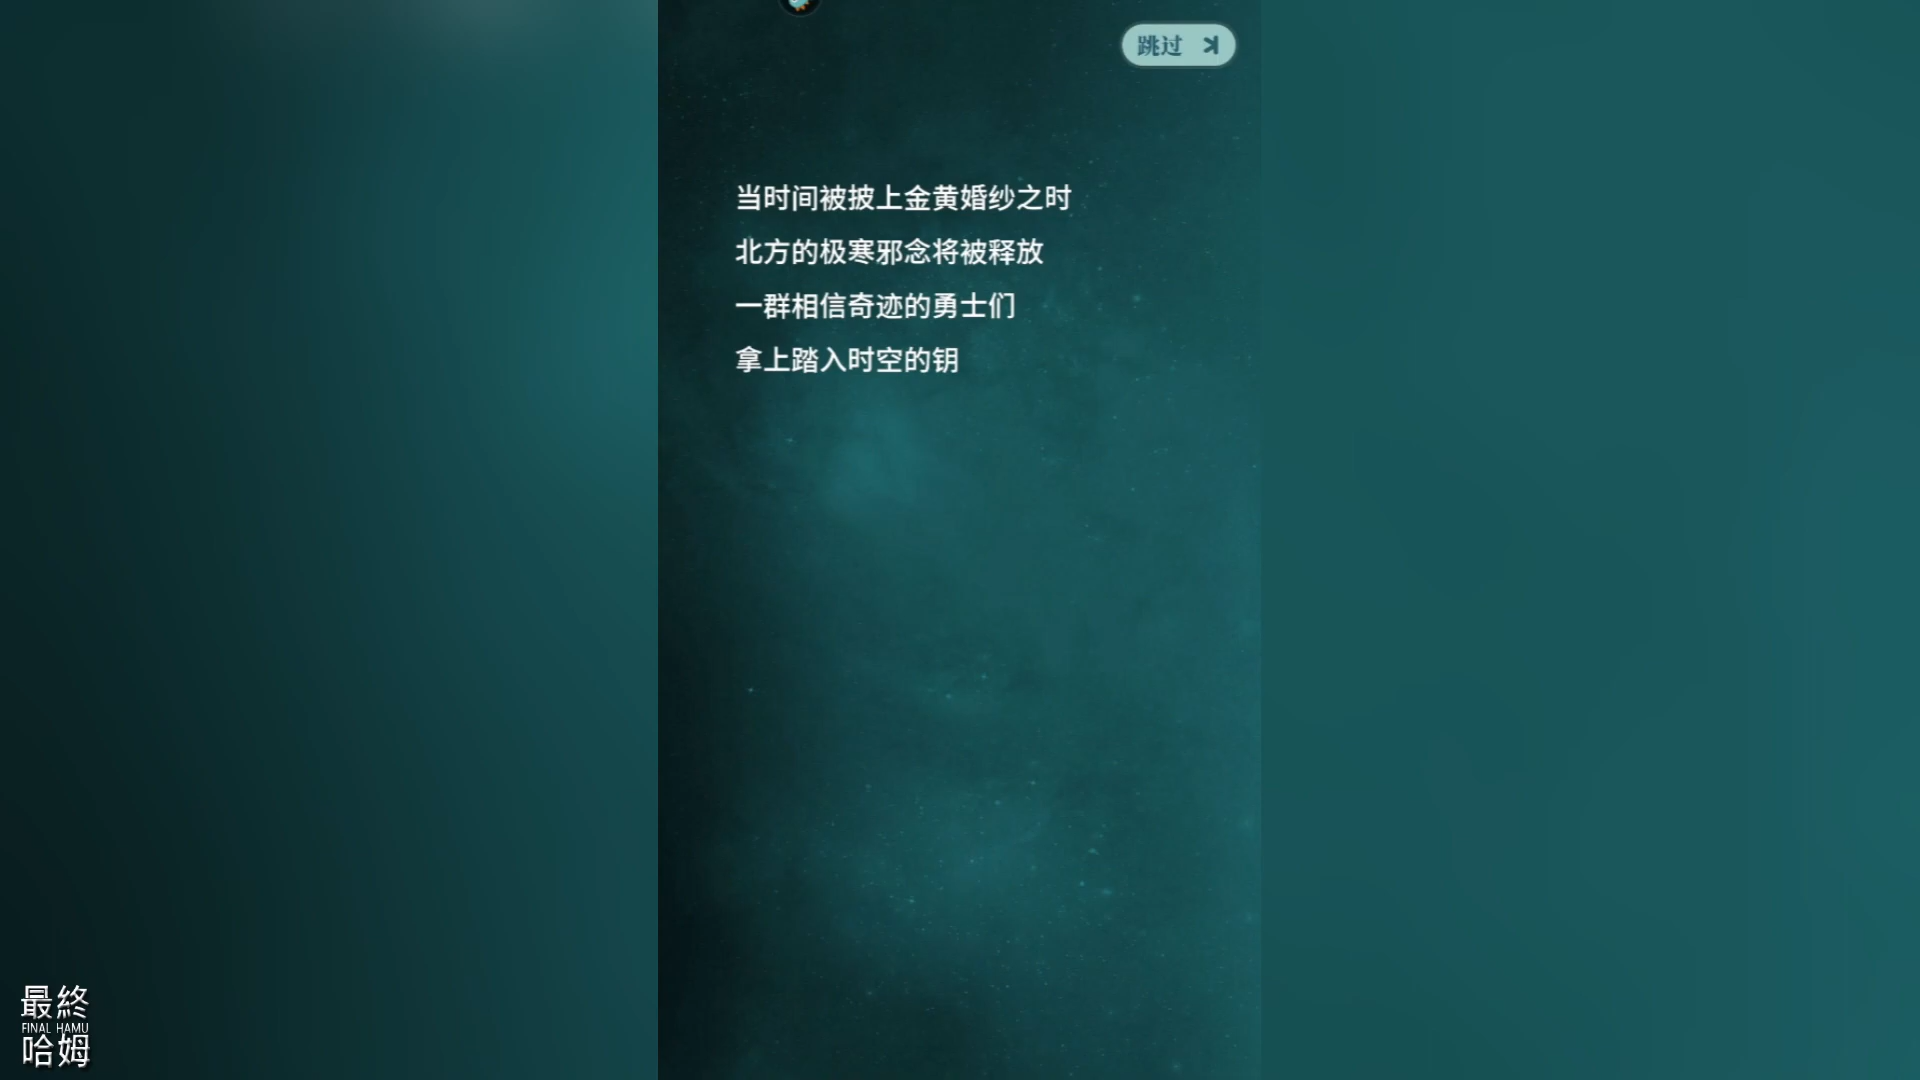 跳过
当时间被披上金黄婚纱之时
北方的极寒邪念将被释放
一群相信奇迹的勇士们
拿上踏入时空的钥
最終
FINAL HAMU
哈姆